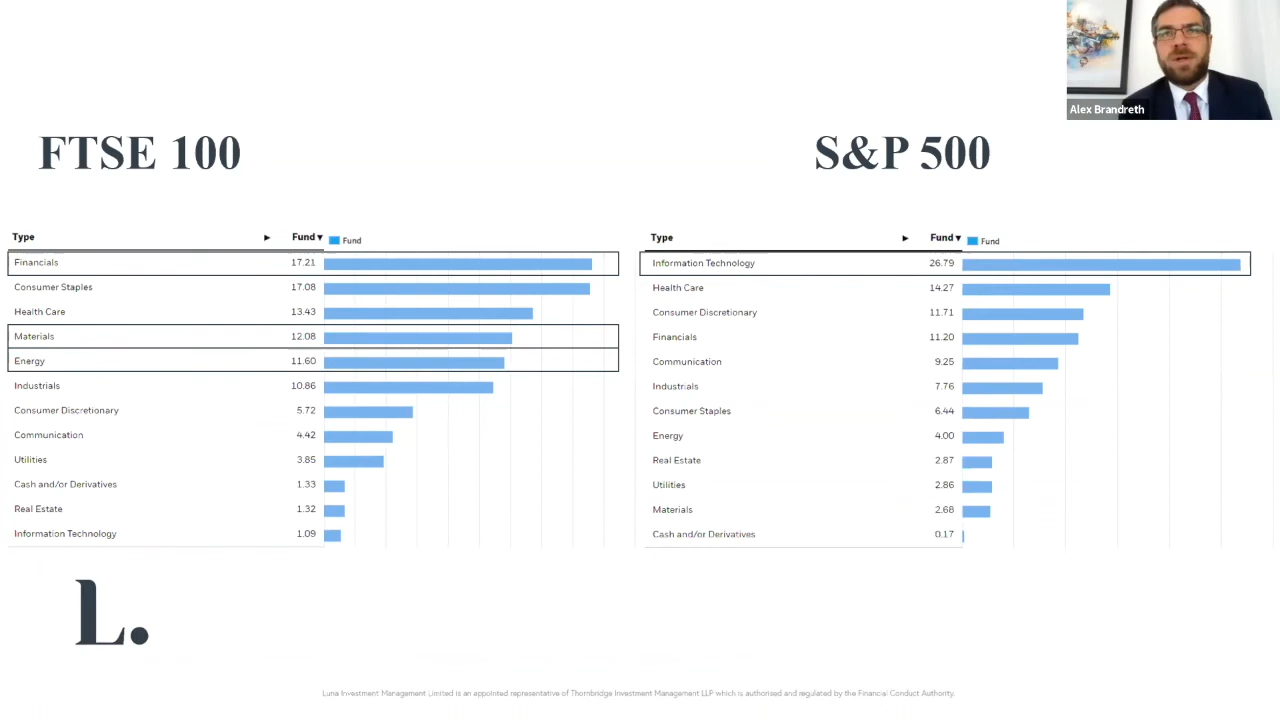 Alex Brandreth
FTSE 100
S&P 500
Type ▶ Fund ▼ Fund
Financials 17.21
Consumer Staples 17.08
Health Care 13.43
Materials 12.08
Energy 11.60
Industrials 10.86
Consumer Discretionary 5.72
Communication 4.42
Utilities 3.85
Cash and/or Derivatives 1.33
Real Estate 1.32
Information Technology 1.09
Type ▶ Fund ▼ Fund
Information Technology 26.79
Health Care 14.27
Consumer Discretionary 11.71
Financials 11.20
Communication 9.25
Industrials 7.76
Consumer Staples 6.44
Energy 4.00
Real Estate 2.87
Utilities 2.86
Materials 2.68
Cash and/or Derivatives 0.17
L.
Luna Investment Management Limited is an appointed representative of Thornbridge Investment Management LLP which is authorised and regulated by the Financial Conduct Authority.